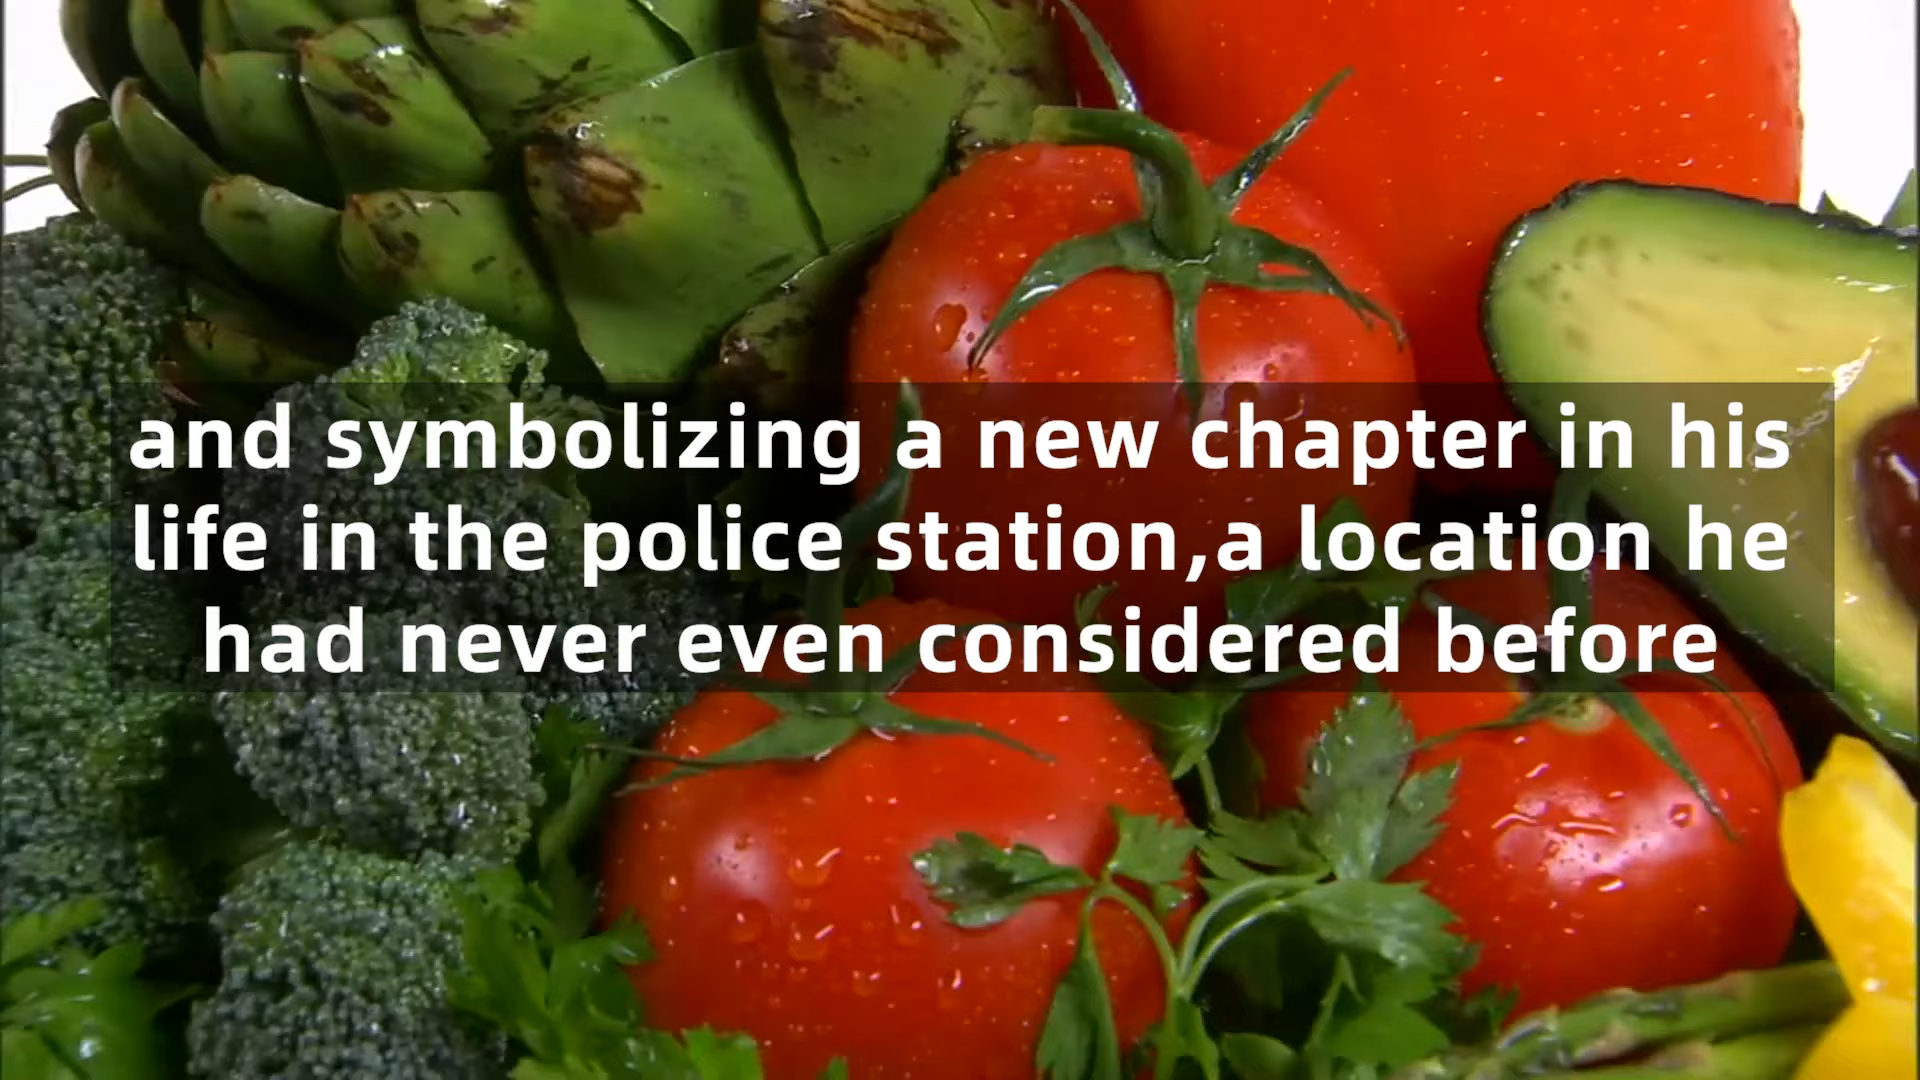 and symbolizing a new chapter in his
life in the police station,a location he
had never even considered before